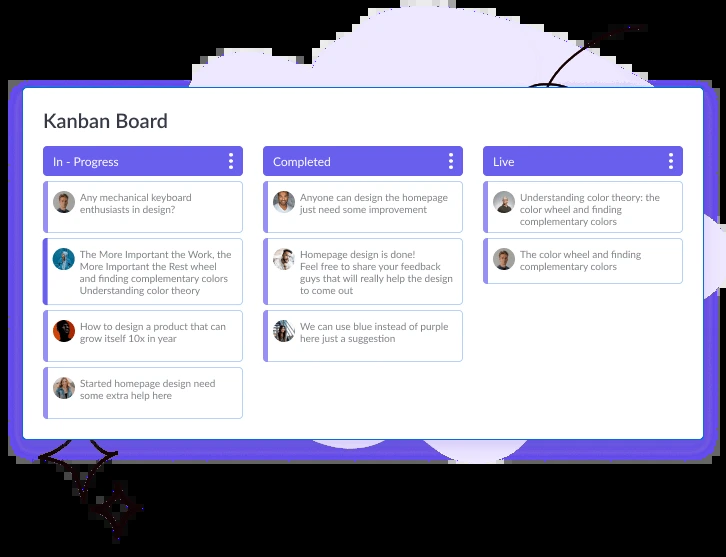 Kanban Board
In - Progress
Any mechanical keyboard
enthusiasts in design?
The More Important the Work, the
More Important the Rest wheel
and finding complementary colors
Understanding color theory
How to design a product that can
grow itself 10x in year
Started homepage design need
some extra help here
Completed
Anyone can design the homepage
just need some improvement
Homepage design is done!
Feel free to share your feedback
guys that will really help the design
to come out
We can use blue instead of purple
here just a suggestion
Live
Understanding color theory: the
color wheel and finding
complementary colors
The color wheel and finding
complementary colors